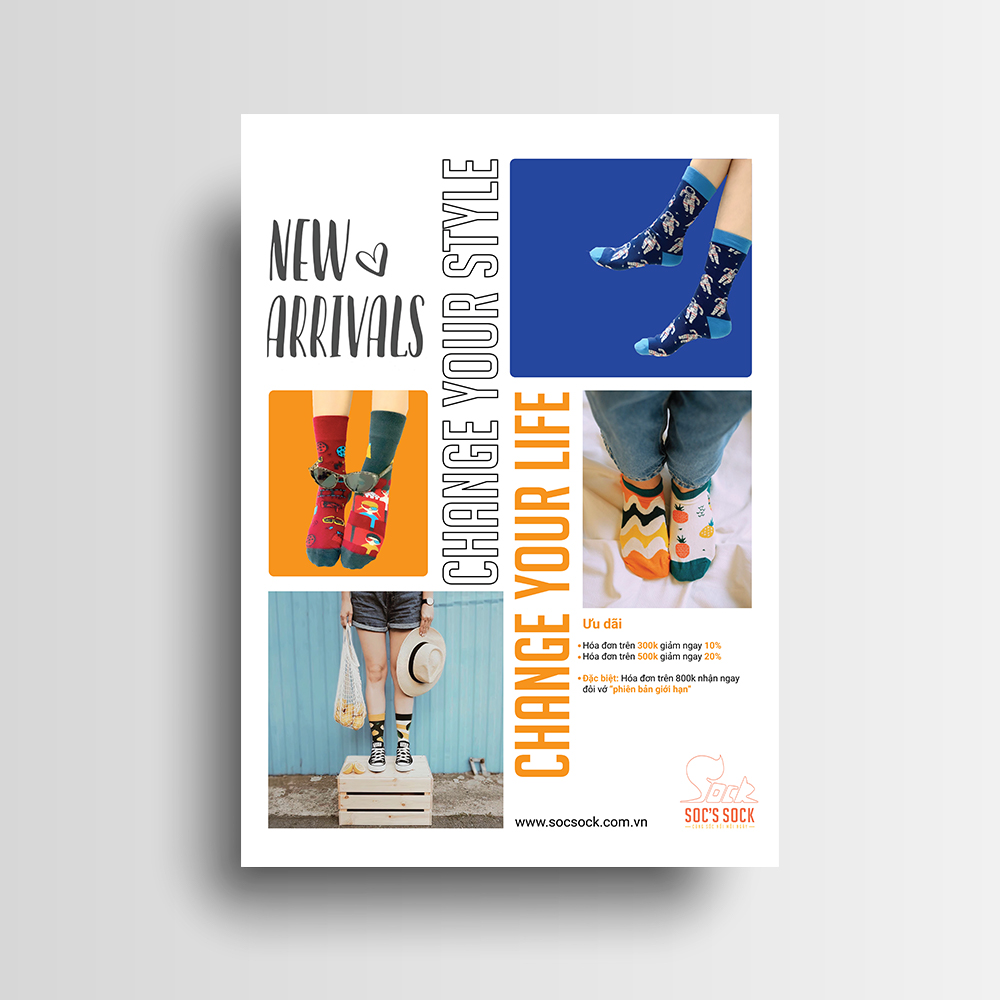 NEW
ARRIVALS
CHANGE YOUR STYLE
CHANGE YOUR LIFE
Ưu dãi
•Hóa đơn trên 300k giảm ngay 10%
•Hóa đơn trên 500k giảm ngay 20%
•Đặc biệt: Hóa đơn trên 800k nhận ngay
đôi vớ "phiên bản giới hạn"
www.socsock.com.vn
Sock
SOC'S SOCK